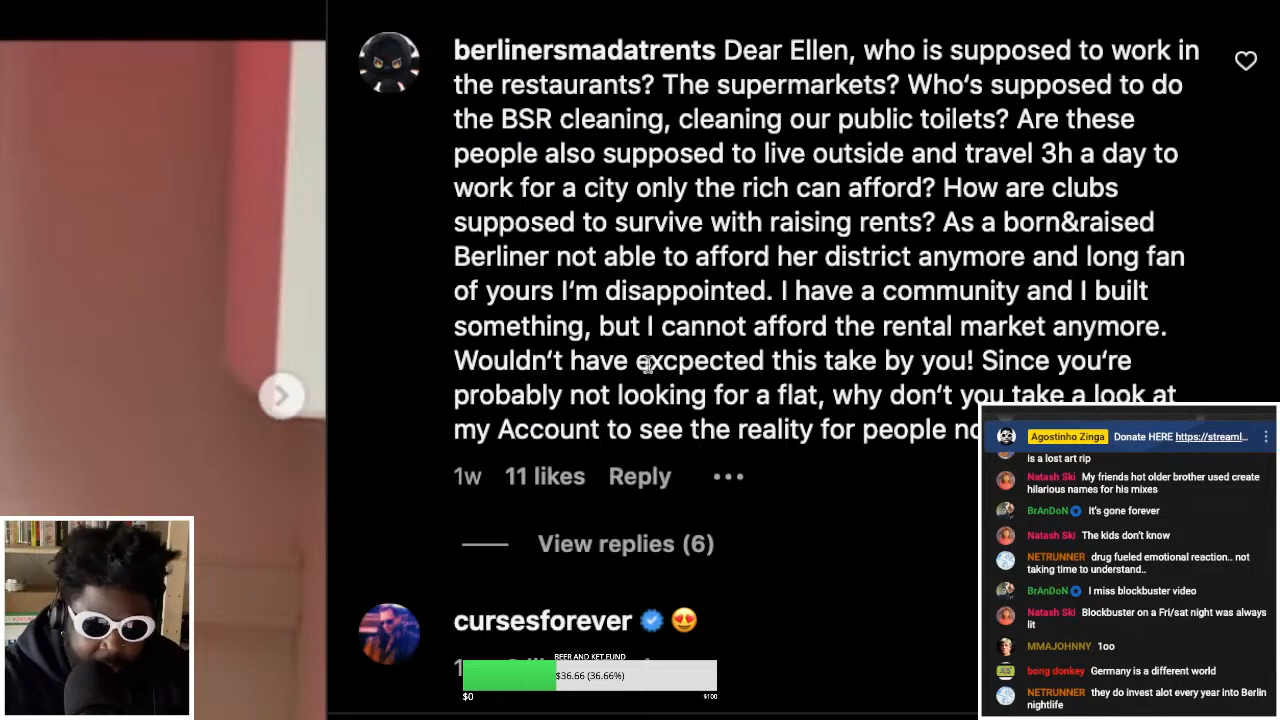 berlinersmadatrents Dear Ellen, who is supposed to work in
the restaurants? The supermarkets? Who's supposed to do
the BSR cleaning, cleaning our public toilets? Are these
people also supposed to live outside and travel 3h a day to
work for a city only the rich can afford? How are clubs
supposed to survive with raising rents? As a born&raised
Berliner not able to afford her district anymore and long fan
of yours I'm disappointed. I have a community and I built
something, but I cannot afford the rental market anymore.
Wouldn't have excpected this take by you! Since you're
probably not looking for a flat, why don't you take a look at
my Account to see the reality for people
1w 11 likes Reply
View replies (6)
cursesforever
BEER AND KET FUND
$36.66 (36.66%)
$0 $100
Agostinho Zinga Donate HERE https://streaml...
is a lost art rip
Natash Ski My friends hot older brother used create
hilarious names for his mixes
BrAnDoN It's gone forever
Natash Ski The kids don't know
NETRUNNER drug fueled emotional reaction.. not
taking time to understand..
BrAnDoN I miss blockbuster video
Natash Ski Blockbuster on a Fri/sat night was always
lit
MMAJOHNNY 1oo
bong donkey Germany is a different world
NETRUNNER they do invest alot every year into Berlin
nightlife